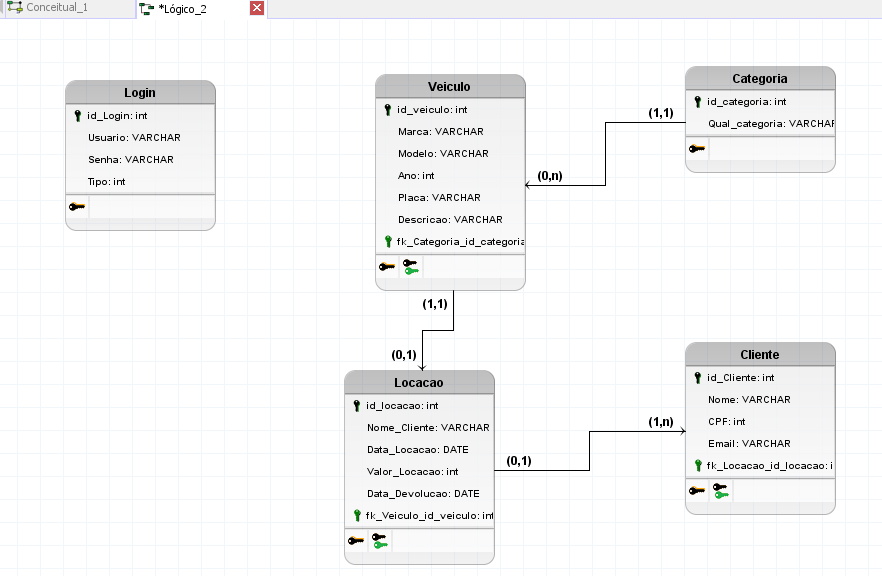 Conceitual_1
*Lógico_2
Login
id_Login: int
Usuario: VARCHAR
Senha: VARCHAR
Tipo: int
Veiculo
id_veiculo: int
Marca: VARCHAR
Modelo: VARCHAR
Ano: int
Placa: VARCHAR
Descricao: VARCHAR
fk_Categoria_id_categoria
Categoria
id_categoria: int
Qual_categoria: VARCHAR
(1,1)
(0,n)
(1,1)
(0,1)
Locacao
id_locacao: int
Nome_Cliente: VARCHAR
Data_Locacao: DATE
Valor_Locacao: int
Data_Devolucao: DATE
fk_Veiculo_id_veiculo: int
(0,1)
(1,n)
Cliente
id_Cliente: int
Nome: VARCHAR
CPF: int
Email: VARCHAR
fk_Locacao_id_locacao: i